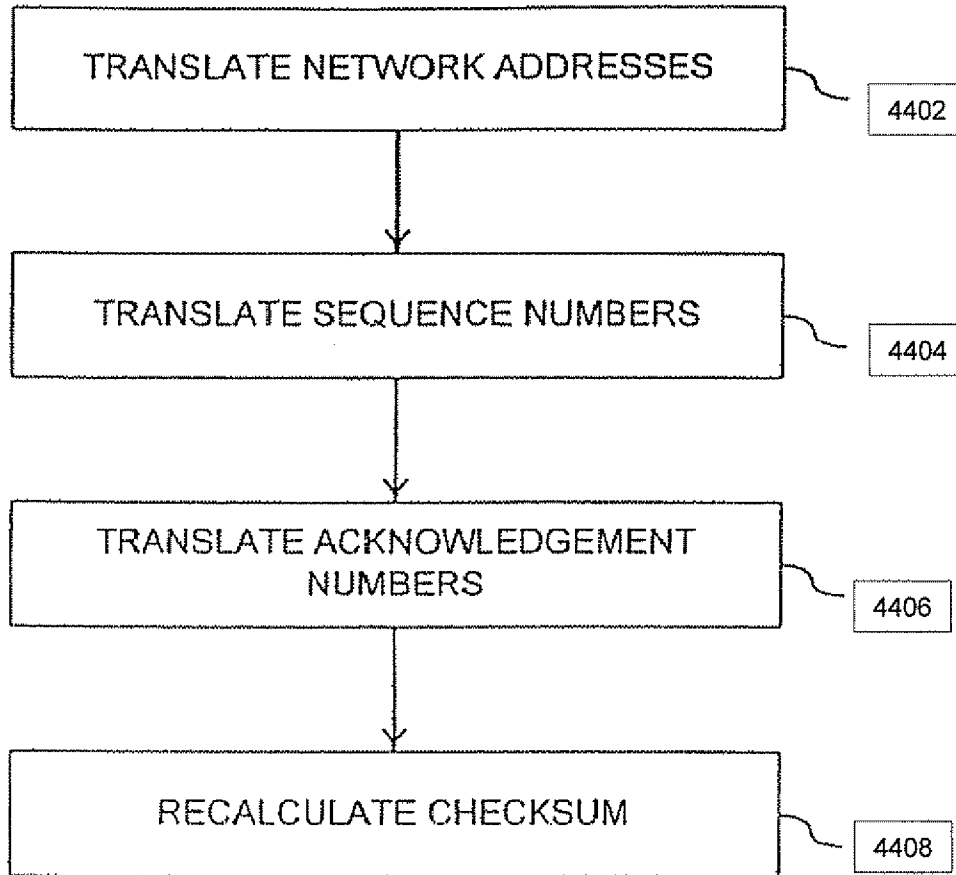 TRANSLATE NETWORK ADDRESSES
4402
TRANSLATE SEQUENCE NUMBERS
4404
TRANSLATE ACKNOWLEDGEMENT
NUMBERS
4406
RECALCULATE CHECKSUM
4408